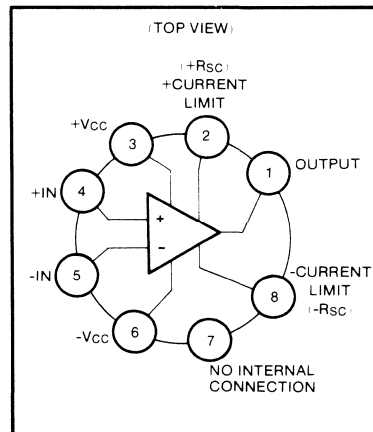 (TOP VIEW)
(+RSC)
+CURRENT
LIMIT
+VCC
3
2
1
OUTPUT
+IN
4
+
-
-IN
5
-CURRENT
LIMIT
(-RSC)
8
-VCC
6
7
NO INTERNAL
CONNECTION